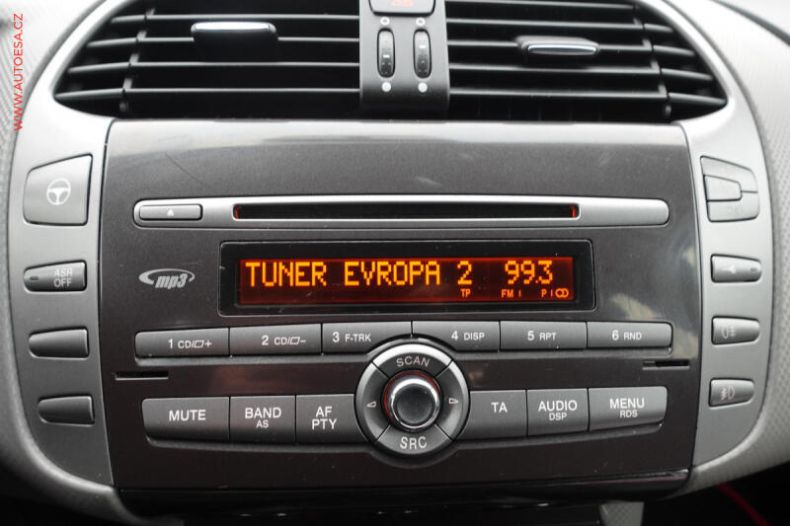 WWW.AUTOESA.CZ
ASR OFF
mp3
TUNER EVROPA 2 99.3
TP FM I P I
1 CD/+ 2 CD/- 3 F-TRK 4 DISP 5 RPT 6 RND
SCAN
MUTE BAND AF TA AUDIO MENU
AS PTY DSP RDS
SRC